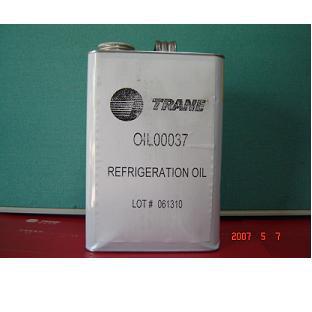 TRANE
OIL00037
REFRIGERATION OIL
LOT # 061310
2007 5 7